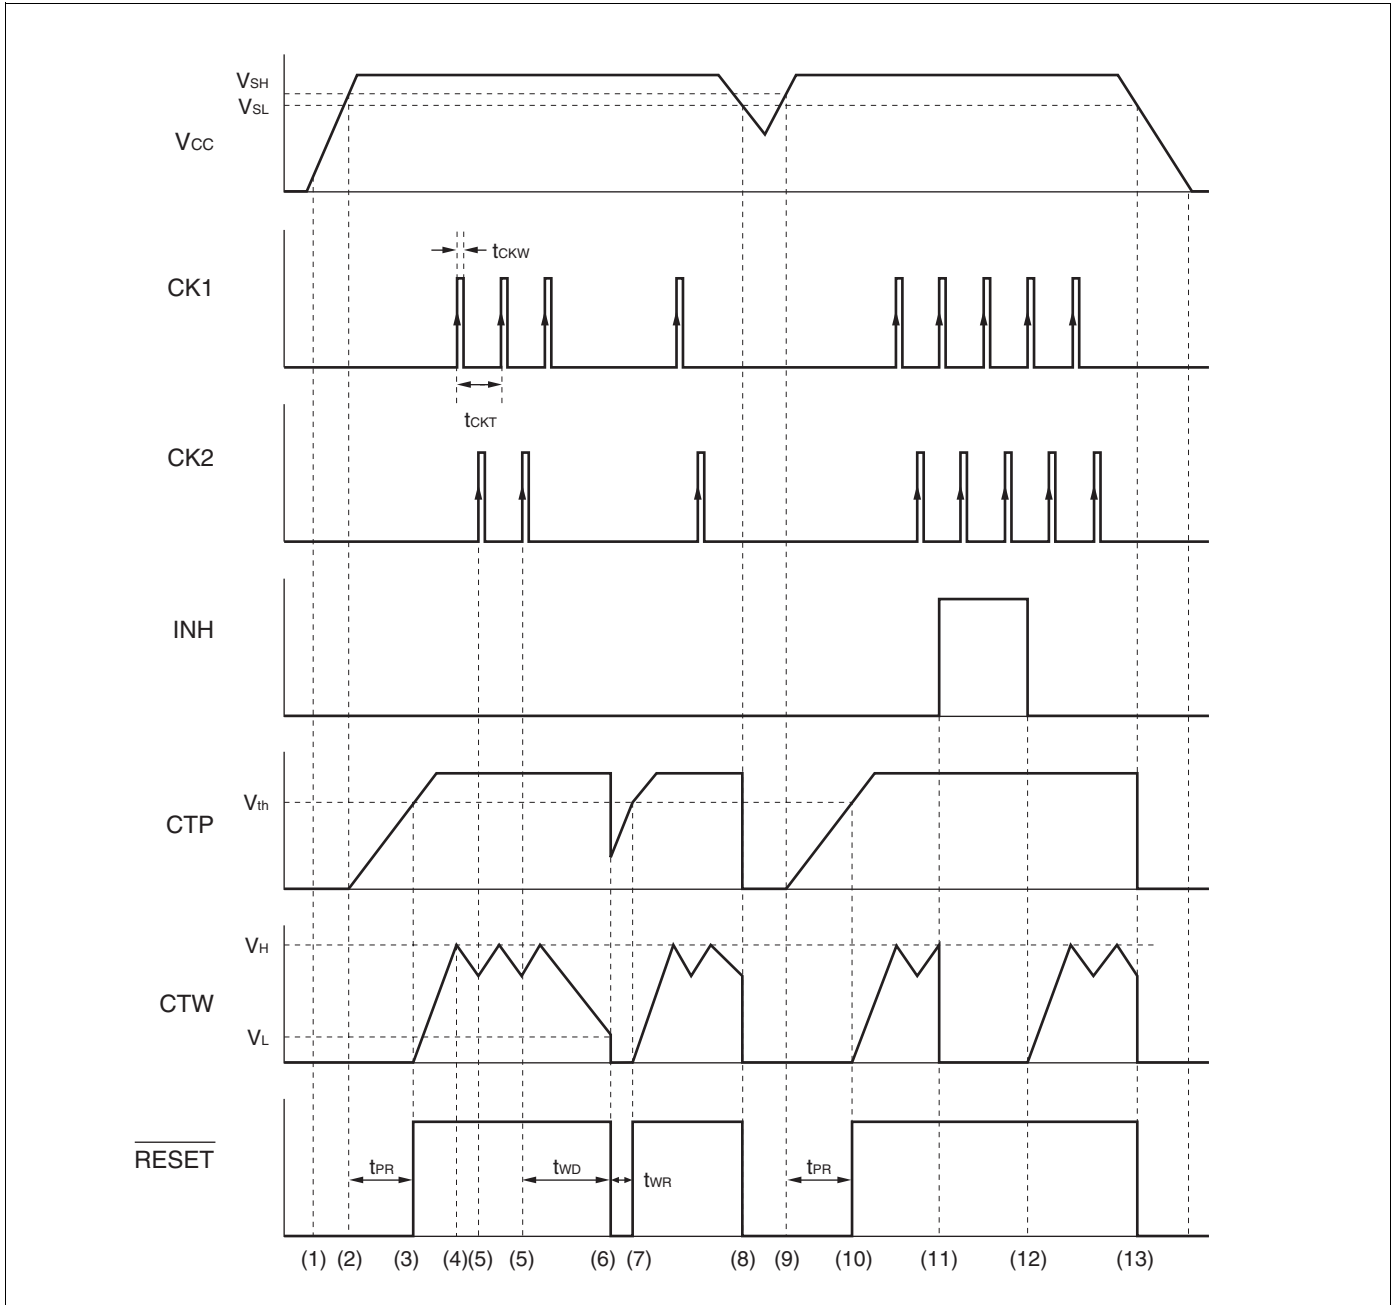 VSH
VSL
VCC
tCKW
CK1
tCKT
CK2
INH
Vth
CTP
VH
CTW
VL
RESET
tPR tWD tWR tPR
(1) (2) (3) (4) (5) (5) (6) (7) (8) (9) (10) (11) (12) (13)